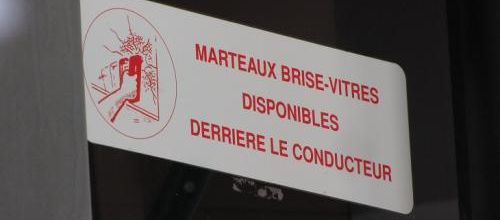 MARTEAUX BRISE-VITRES
DISPONIBLES
DERRIERE LE CONDUCTEUR